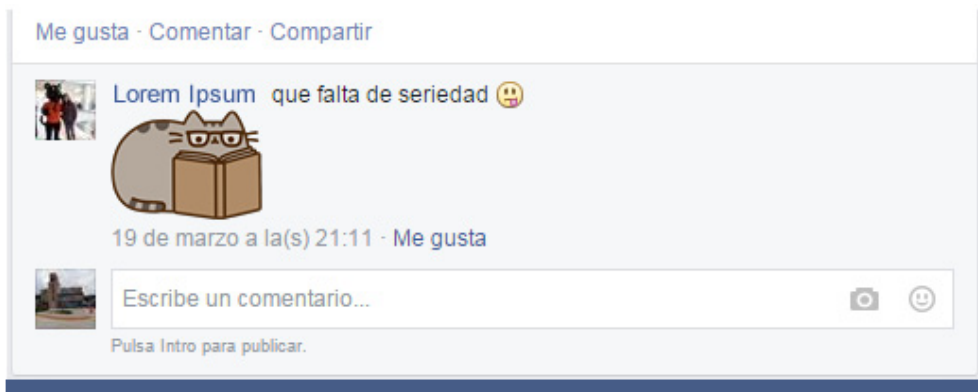 Me gusta · Comentar · Compartir
Lorem Ipsum que falta de seriedad 😜
19 de marzo a la(s) 21:11 · Me gusta
Escribe un comentario...
Pulsa Intro para publicar.